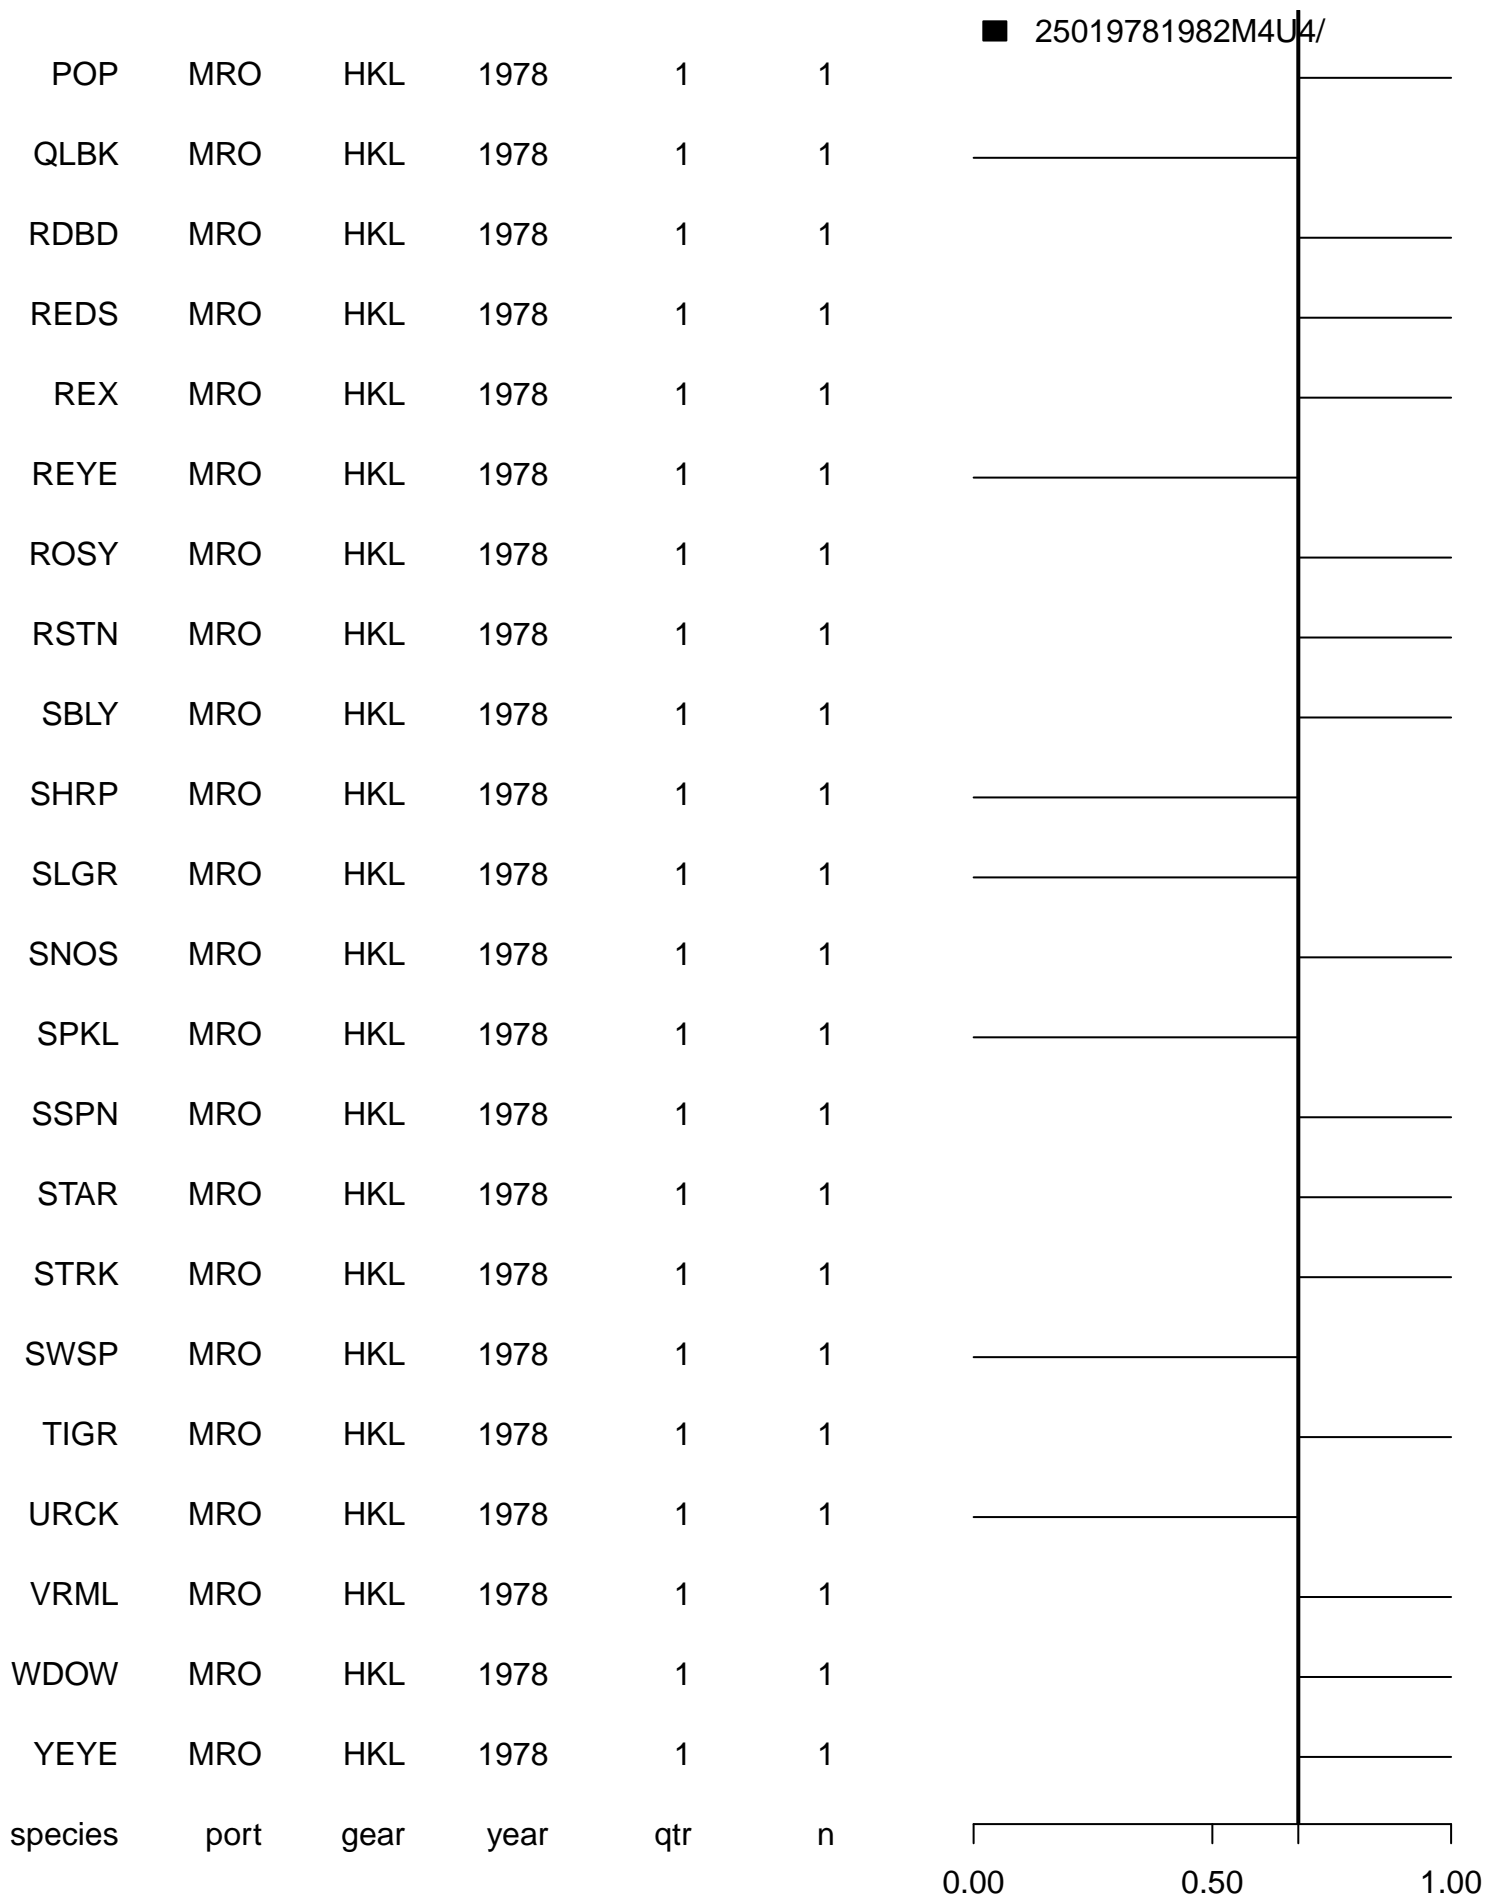 25019781982M4U4/
POP MRO HKL 1978 1 1
QLBK MRO HKL 1978 1 1
RDBD MRO HKL 1978 1 1
REDS MRO HKL 1978 1 1
REX MRO HKL 1978 1 1
REYE MRO HKL 1978 1 1
ROSY MRO HKL 1978 1 1
RSTN MRO HKL 1978 1 1
SBLY MRO HKL 1978 1 1
SHRP MRO HKL 1978 1 1
SLGR MRO HKL 1978 1 1
SNOS MRO HKL 1978 1 1
SPKL MRO HKL 1978 1 1
SSPN MRO HKL 1978 1 1
STAR MRO HKL 1978 1 1
STRK MRO HKL 1978 1 1
SWSP MRO HKL 1978 1 1
TIGR MRO HKL 1978 1 1
URCK MRO HKL 1978 1 1
VRML MRO HKL 1978 1 1
WDOW MRO HKL 1978 1 1
YEYE MRO HKL 1978 1 1
species port gear year qtr n
0.00 0.50 1.00